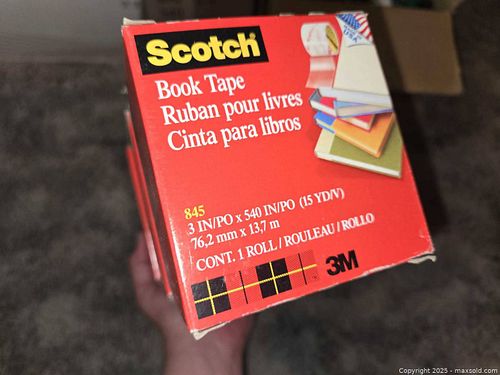 Scotch
Book Tape
Ruban pour livres
Cinta para libros
USA
845
3 IN/PO x 540 IN/PO (15 YD/V)
76,2 mm x 13,7 m
CONT. 1 ROLL / ROULEAU / ROLLO
3M
Copyright 2025 - maxsold.com